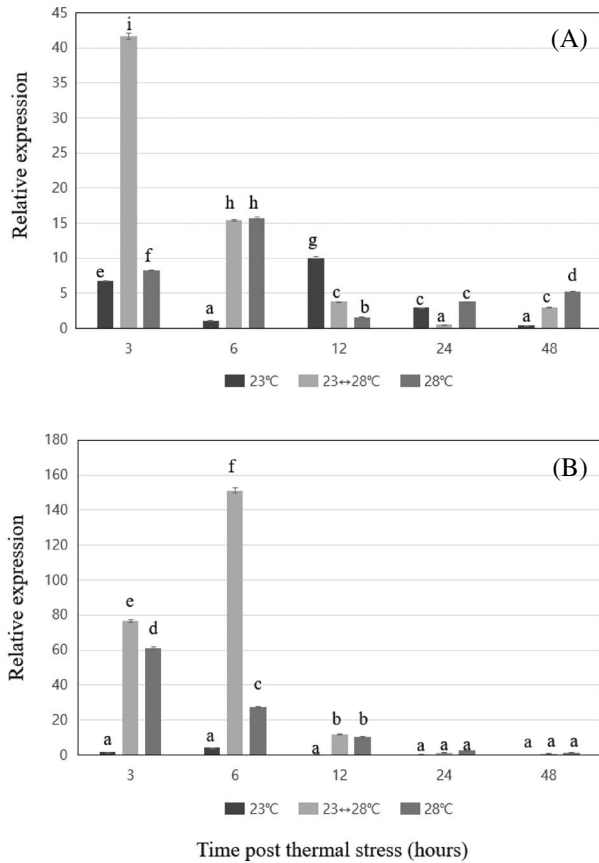 (A)
Relative expression
45
40
35
30
25
20
15
10
5
0
e i f
a h h
g c b
c a c
a c d
3 6 12 24 48
23℃ 23↔28℃ 28℃
(B)
Relative expression
180
160
140
120
100
80
60
40
20
0
a e d
a f c
a b b
a a a
a a a
3 6 12 24 48
23℃ 23↔28℃ 28℃
Time post thermal stress (hours)